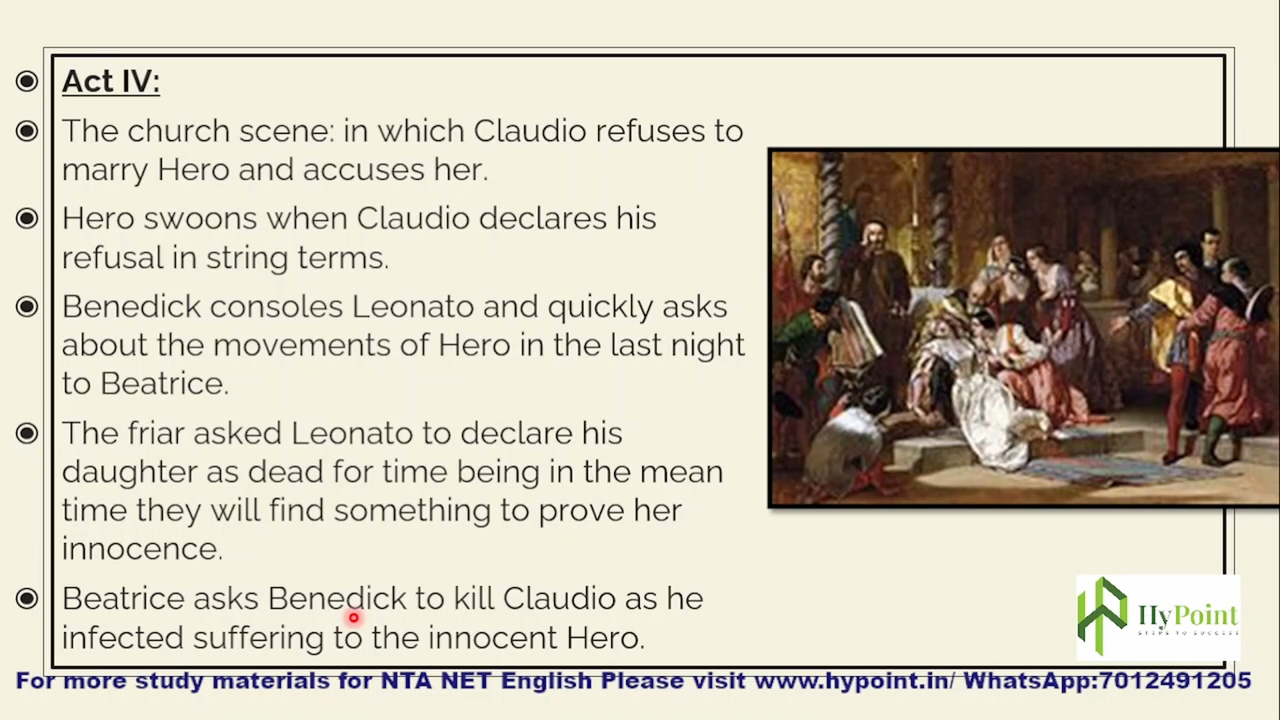 Act IV:
The church scene: in which Claudio refuses to
marry Hero and accuses her.
Hero swoons when Claudio declares his
refusal in string terms.
Benedick consoles Leonato and quickly asks
about the movements of Hero in the last night
to Beatrice.
The friar asked Leonato to declare his
daughter as dead for time being in the mean
time they will find something to prove her
innocence.
Beatrice asks Benedick to kill Claudio as he
infected suffering to the innocent Hero.
HyPoint
STEPS TO SUCCESS
For more study materials for NTA NET English Please visit www.hypoint.in/ WhatsApp:7012491205